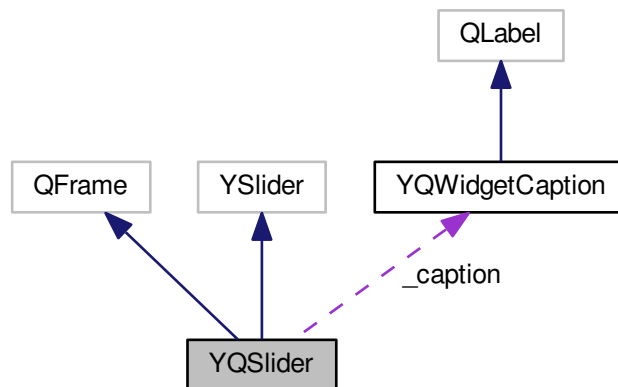 QLabel
QFrame
YSlider
YQWidgetCaption
_caption
YQSlider